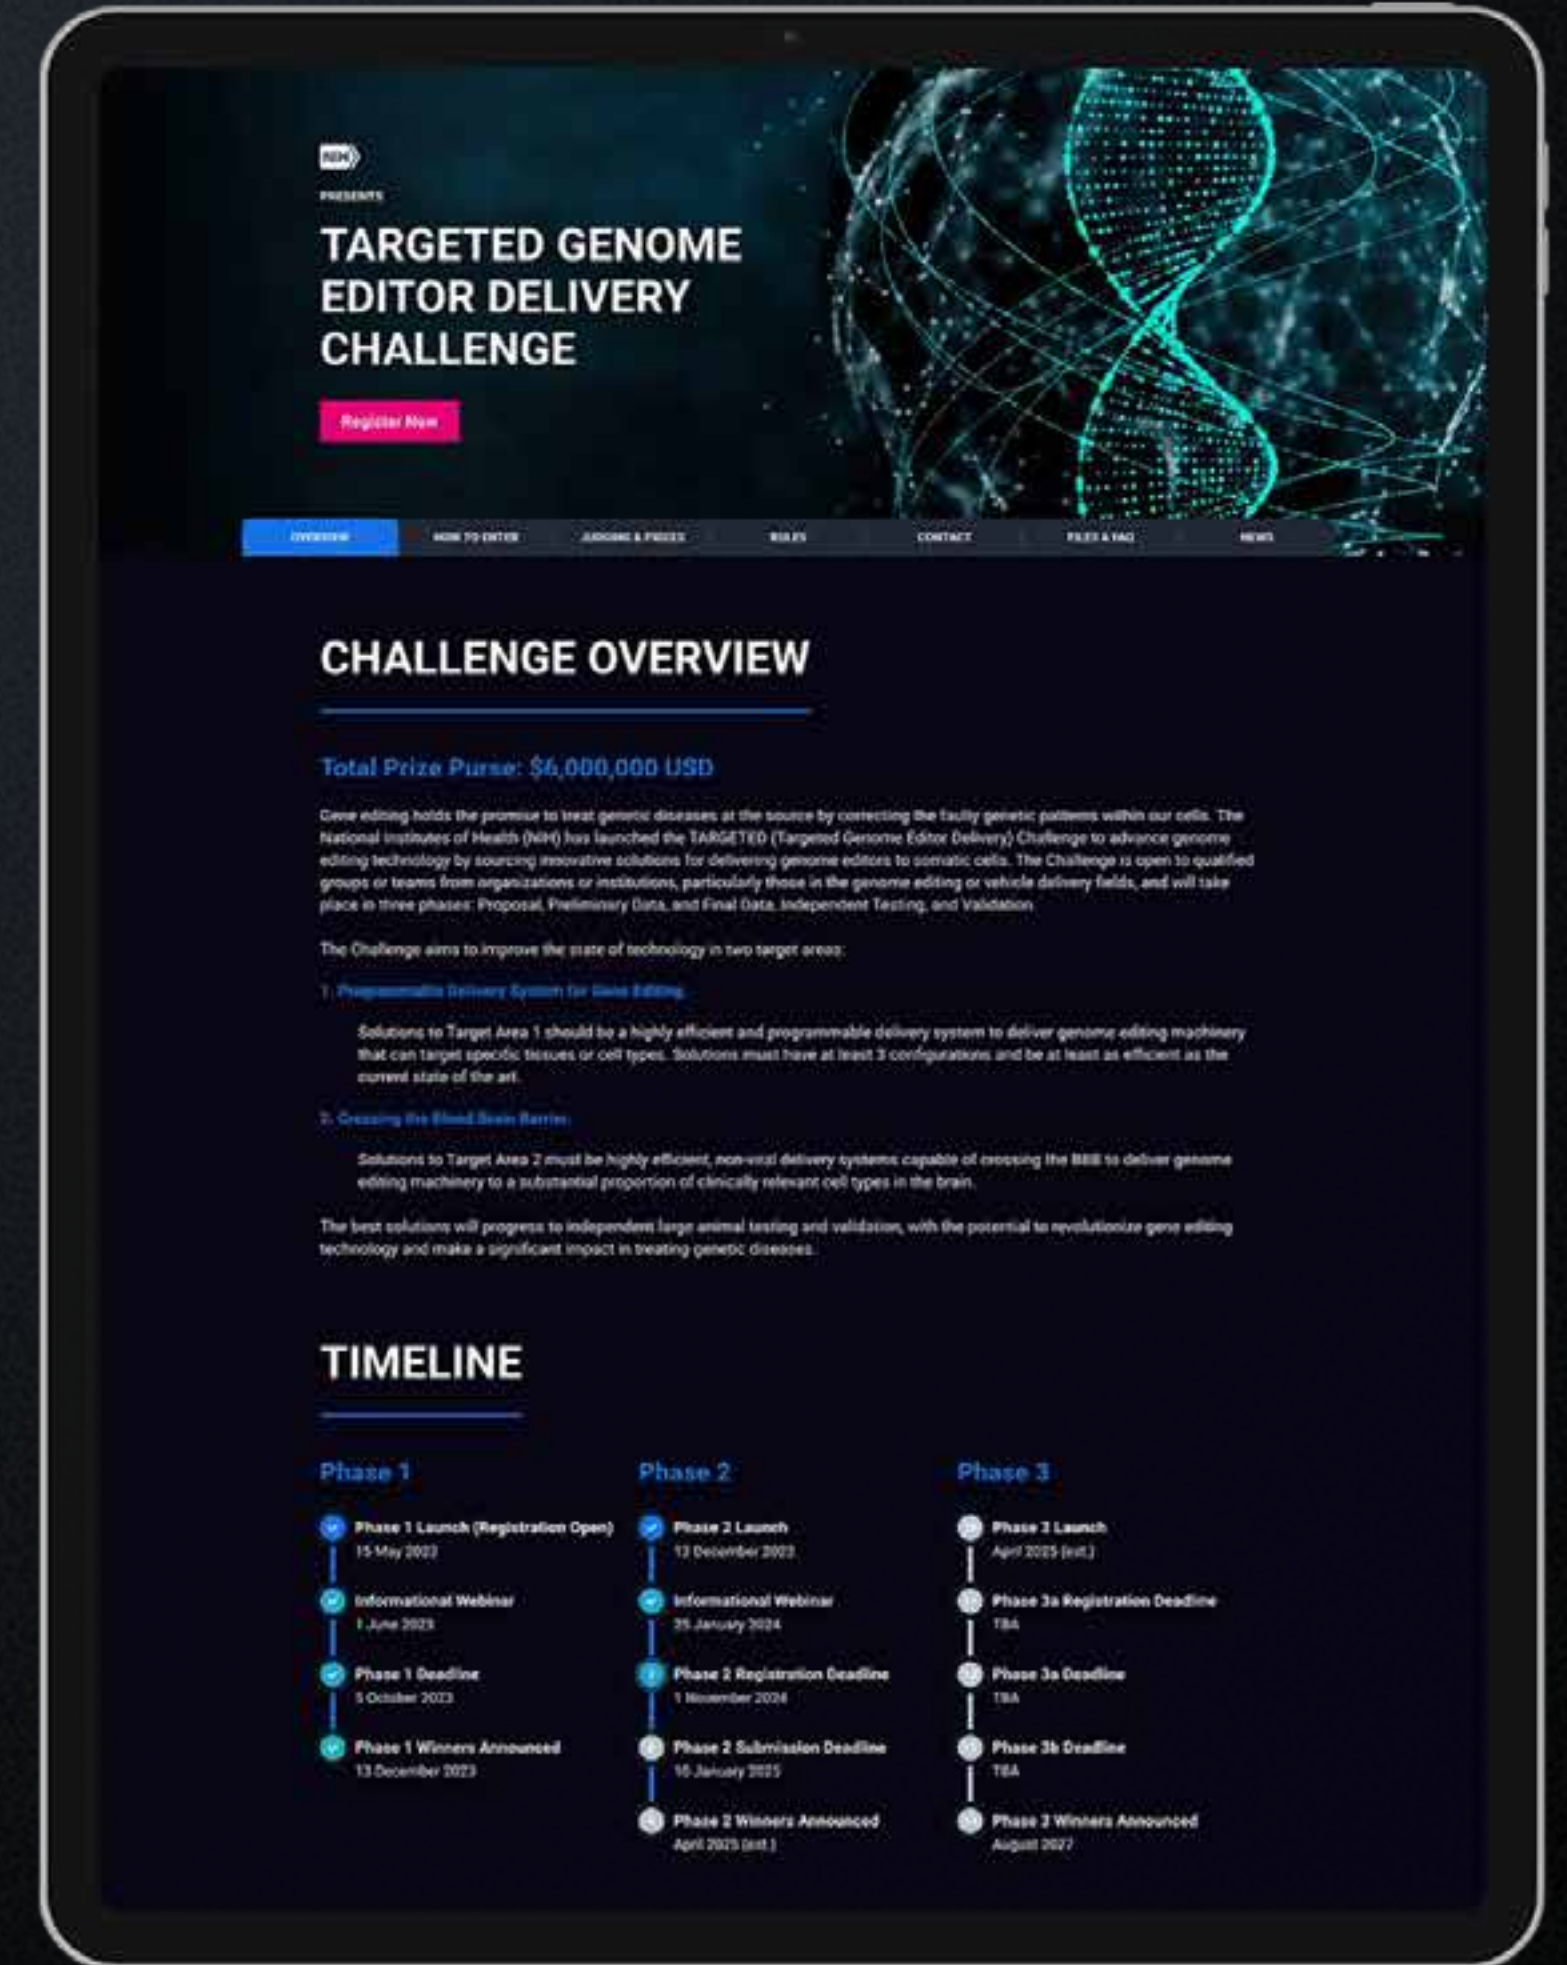 NIH
PRESENTS
TARGETED GENOME
EDITOR DELIVERY
CHALLENGE
Register Now
OVERVIEW HOW TO ENTER JUDGING & PRIZES RULES CONTACT FILES & FAQ NEWS
CHALLENGE OVERVIEW
Total Prize Purse: $6,000,000 USD
Gene editing holds the promise to treat genetic diseases at the source by correcting the faulty genetic patterns within our cells. The
National Institutes of Health (NIH) has launched the TARGETED (Targeted Genome Editor Delivery) Challenge to advance genome
editing technology by sourcing innovative solutions for delivering genome editors to somatic cells. The Challenge is open to qualified
groups or teams from organizations or institutions, particularly those in the genome editing or vehicle delivery fields, and will take
place in three phases: Proposal, Preliminary Data, and Final Data, Independent Testing, and Validation.
The Challenge aims to improve the state of technology in two target areas:
1. Programmable Delivery System for Gene Editing
Solutions to Target Area 1 should be a highly efficient and programmable delivery system to deliver genome editing machinery
that can target specific tissues or cell types. Solutions must have at least 3 configurations and be at least as efficient as the
current state of the art.
2. Crossing the Blood Brain Barrier
Solutions to Target Area 2 must be highly efficient, non-viral delivery systems capable of crossing the BBB to deliver genome
editing machinery to a substantial proportion of clinically relevant cell types in the brain.
The best solutions will progress to independent large animal testing and validation, with the potential to revolutionize gene editing
technology and make a significant impact in treating genetic diseases.
TIMELINE
Phase 1 Phase 2 Phase 3
Phase 1 Launch (Registration Open) Phase 2 Launch Phase 3 Launch
15 May 2023 13 December 2023 April 2025 (est.)
Informational Webinar Informational Webinar Phase 3a Registration Deadline
1 June 2023 25 January 2024 TBA
Phase 1 Deadline Phase 2 Registration Deadline Phase 3a Deadline
5 October 2023 1 November 2024 TBA
Phase 1 Winners Announced Phase 2 Submission Deadline Phase 3b Deadline
13 December 2023 16 January 2025 TBA
Phase 2 Winners Announced Phase 3 Winners Announced
April 2025 (est.) August 2027